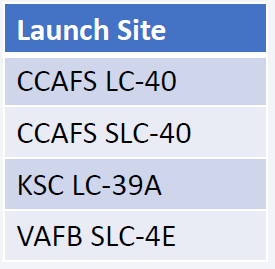 Launch Site
CCAFS LC-40
CCAFS SLC-40
KSC LC-39A
VAFB SLC-4E